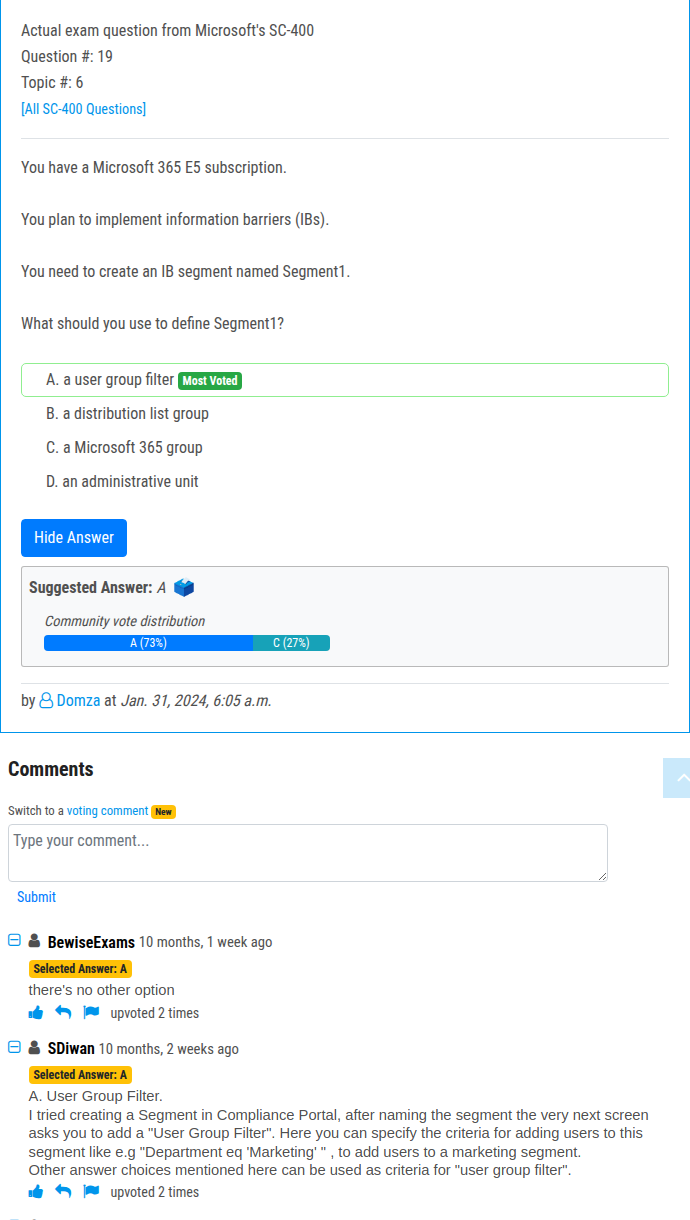 Actual exam question from Microsoft's SC-400
Question #: 19
Topic #: 6
[All SC-400 Questions]
You have a Microsoft 365 E5 subscription.
You plan to implement information barriers (IBs).
You need to create an IB segment named Segment1.
What should you use to define Segment1?
A. a user group filter Most Voted
B. a distribution list group
C. a Microsoft 365 group
D. an administrative unit
Hide Answer
Suggested Answer: A
Community vote distribution
A (73%) C (27%)
by Domza at Jan. 31, 2024, 6:05 a.m.
Comments
Switch to a voting comment New
Type your comment...
Submit
BewiseExams 10 months, 1 week ago
Selected Answer: A
there's no other option
upvoted 2 times
SDiwan 10 months, 2 weeks ago
Selected Answer: A
A. User Group Filter.
I tried creating a Segment in Compliance Portal, after naming the segment the very next screen
asks you to add a "User Group Filter". Here you can specify the criteria for adding users to this
segment like e.g "Department eq 'Marketing' " , to add users to a marketing segment.
Other answer choices mentioned here can be used as criteria for "user group filter".
upvoted 2 times